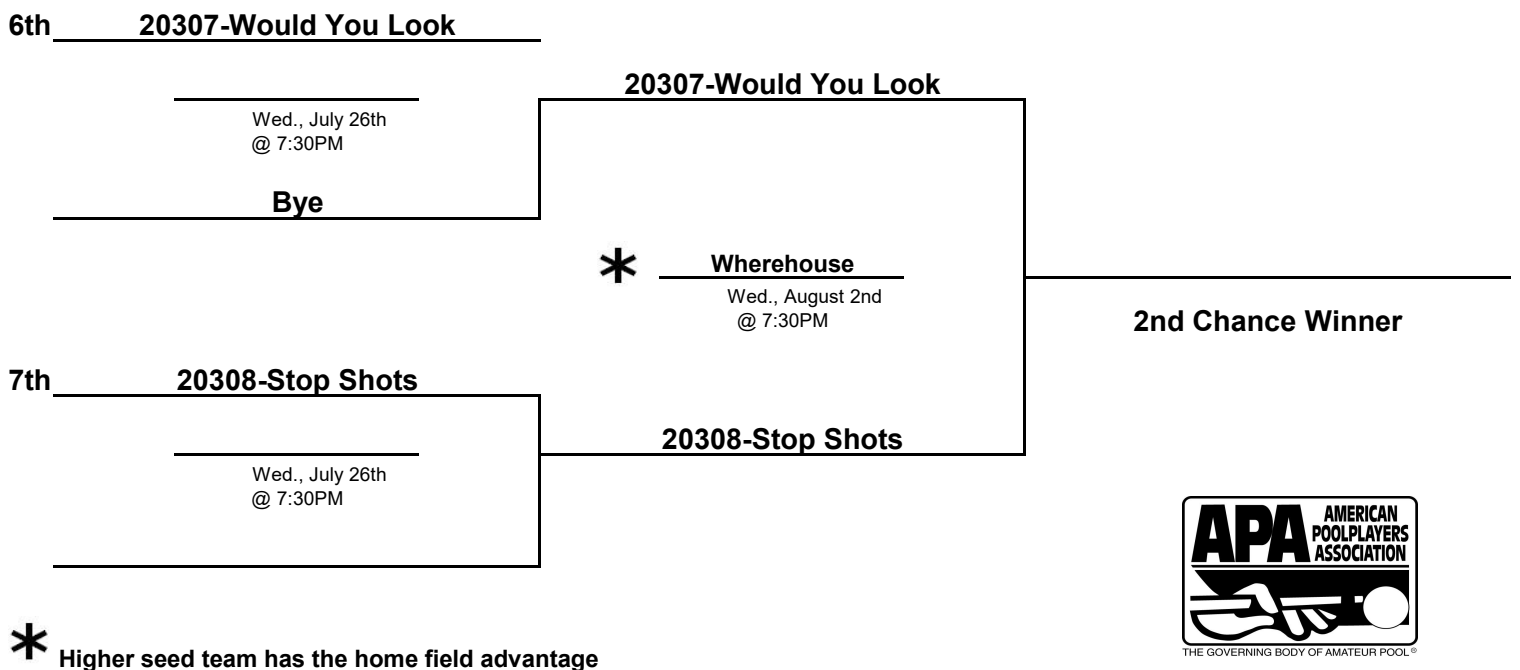 6th 20307-Would You Look
20307-Would You Look
Wed., July 26th
@ 7:30PM
Bye
* Wherehouse
Wed., August 2nd
@ 7:30PM
2nd Chance Winner
7th 20308-Stop Shots
20308-Stop Shots
Wed., July 26th
@ 7:30PM
APA AMERICAN
POOLPLAYERS
ASSOCIATION
THE GOVERNING BODY OF AMATEUR POOL®
* Higher seed team has the home field advantage